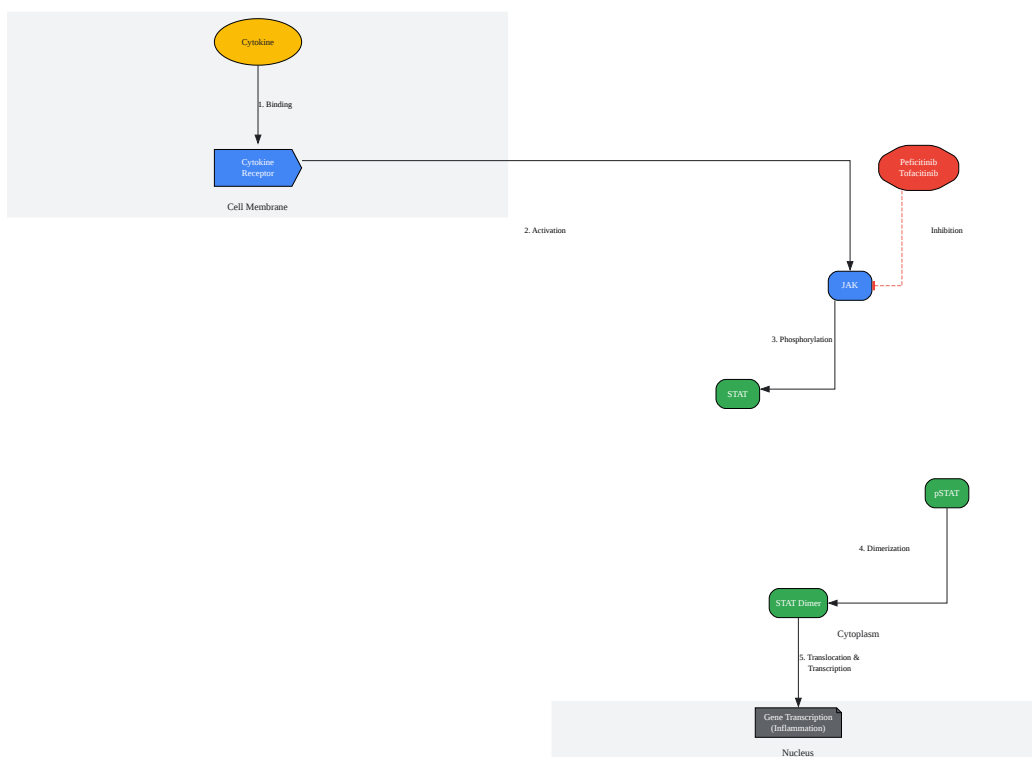 Cytokine
1. Binding
Cytokine
Receptor
Cell Membrane
Peficitinib
Tofacitinib
2. Activation
Inhibition
JAK
3. Phosphorylation
STAT
pSTAT
4. Dimerization
STAT Dimer
Cytoplasm
5. Translocation &
Transcription
Gene Transcription
(Inflammation)
Nucleus